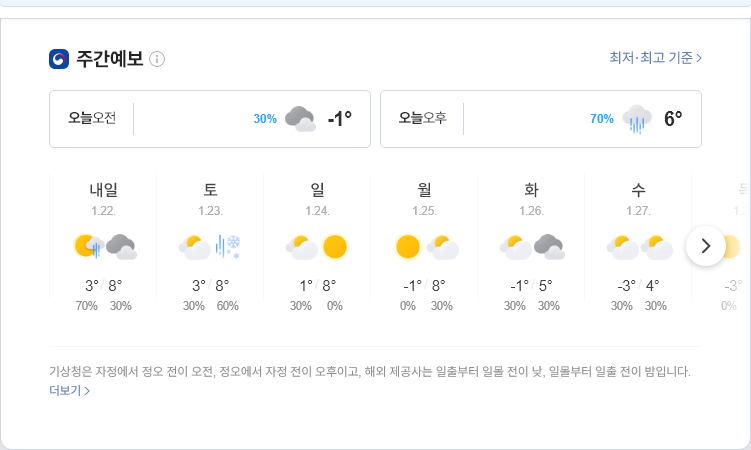 주간예보
최저·최고 기준
오늘오전 30% -1°
오늘오후 70% 6°
내일 토 일 월 화 수
1.22. 1.23. 1.24. 1.25. 1.26. 1.27.
3°/8° 3°/8° 1°/8° -1°/8° -1°/5° -3°/4° -3°
70% 30% 30% 60% 30% 0% 0% 30% 30% 30% 30% 30% 0%
기상청은 자정에서 정오 전이 오전, 정오에서 자정 전이 오후이고, 해외 제공사는 일출부터 일몰 전이 낮, 일몰부터 일출 전이 밤입니다.
더보기